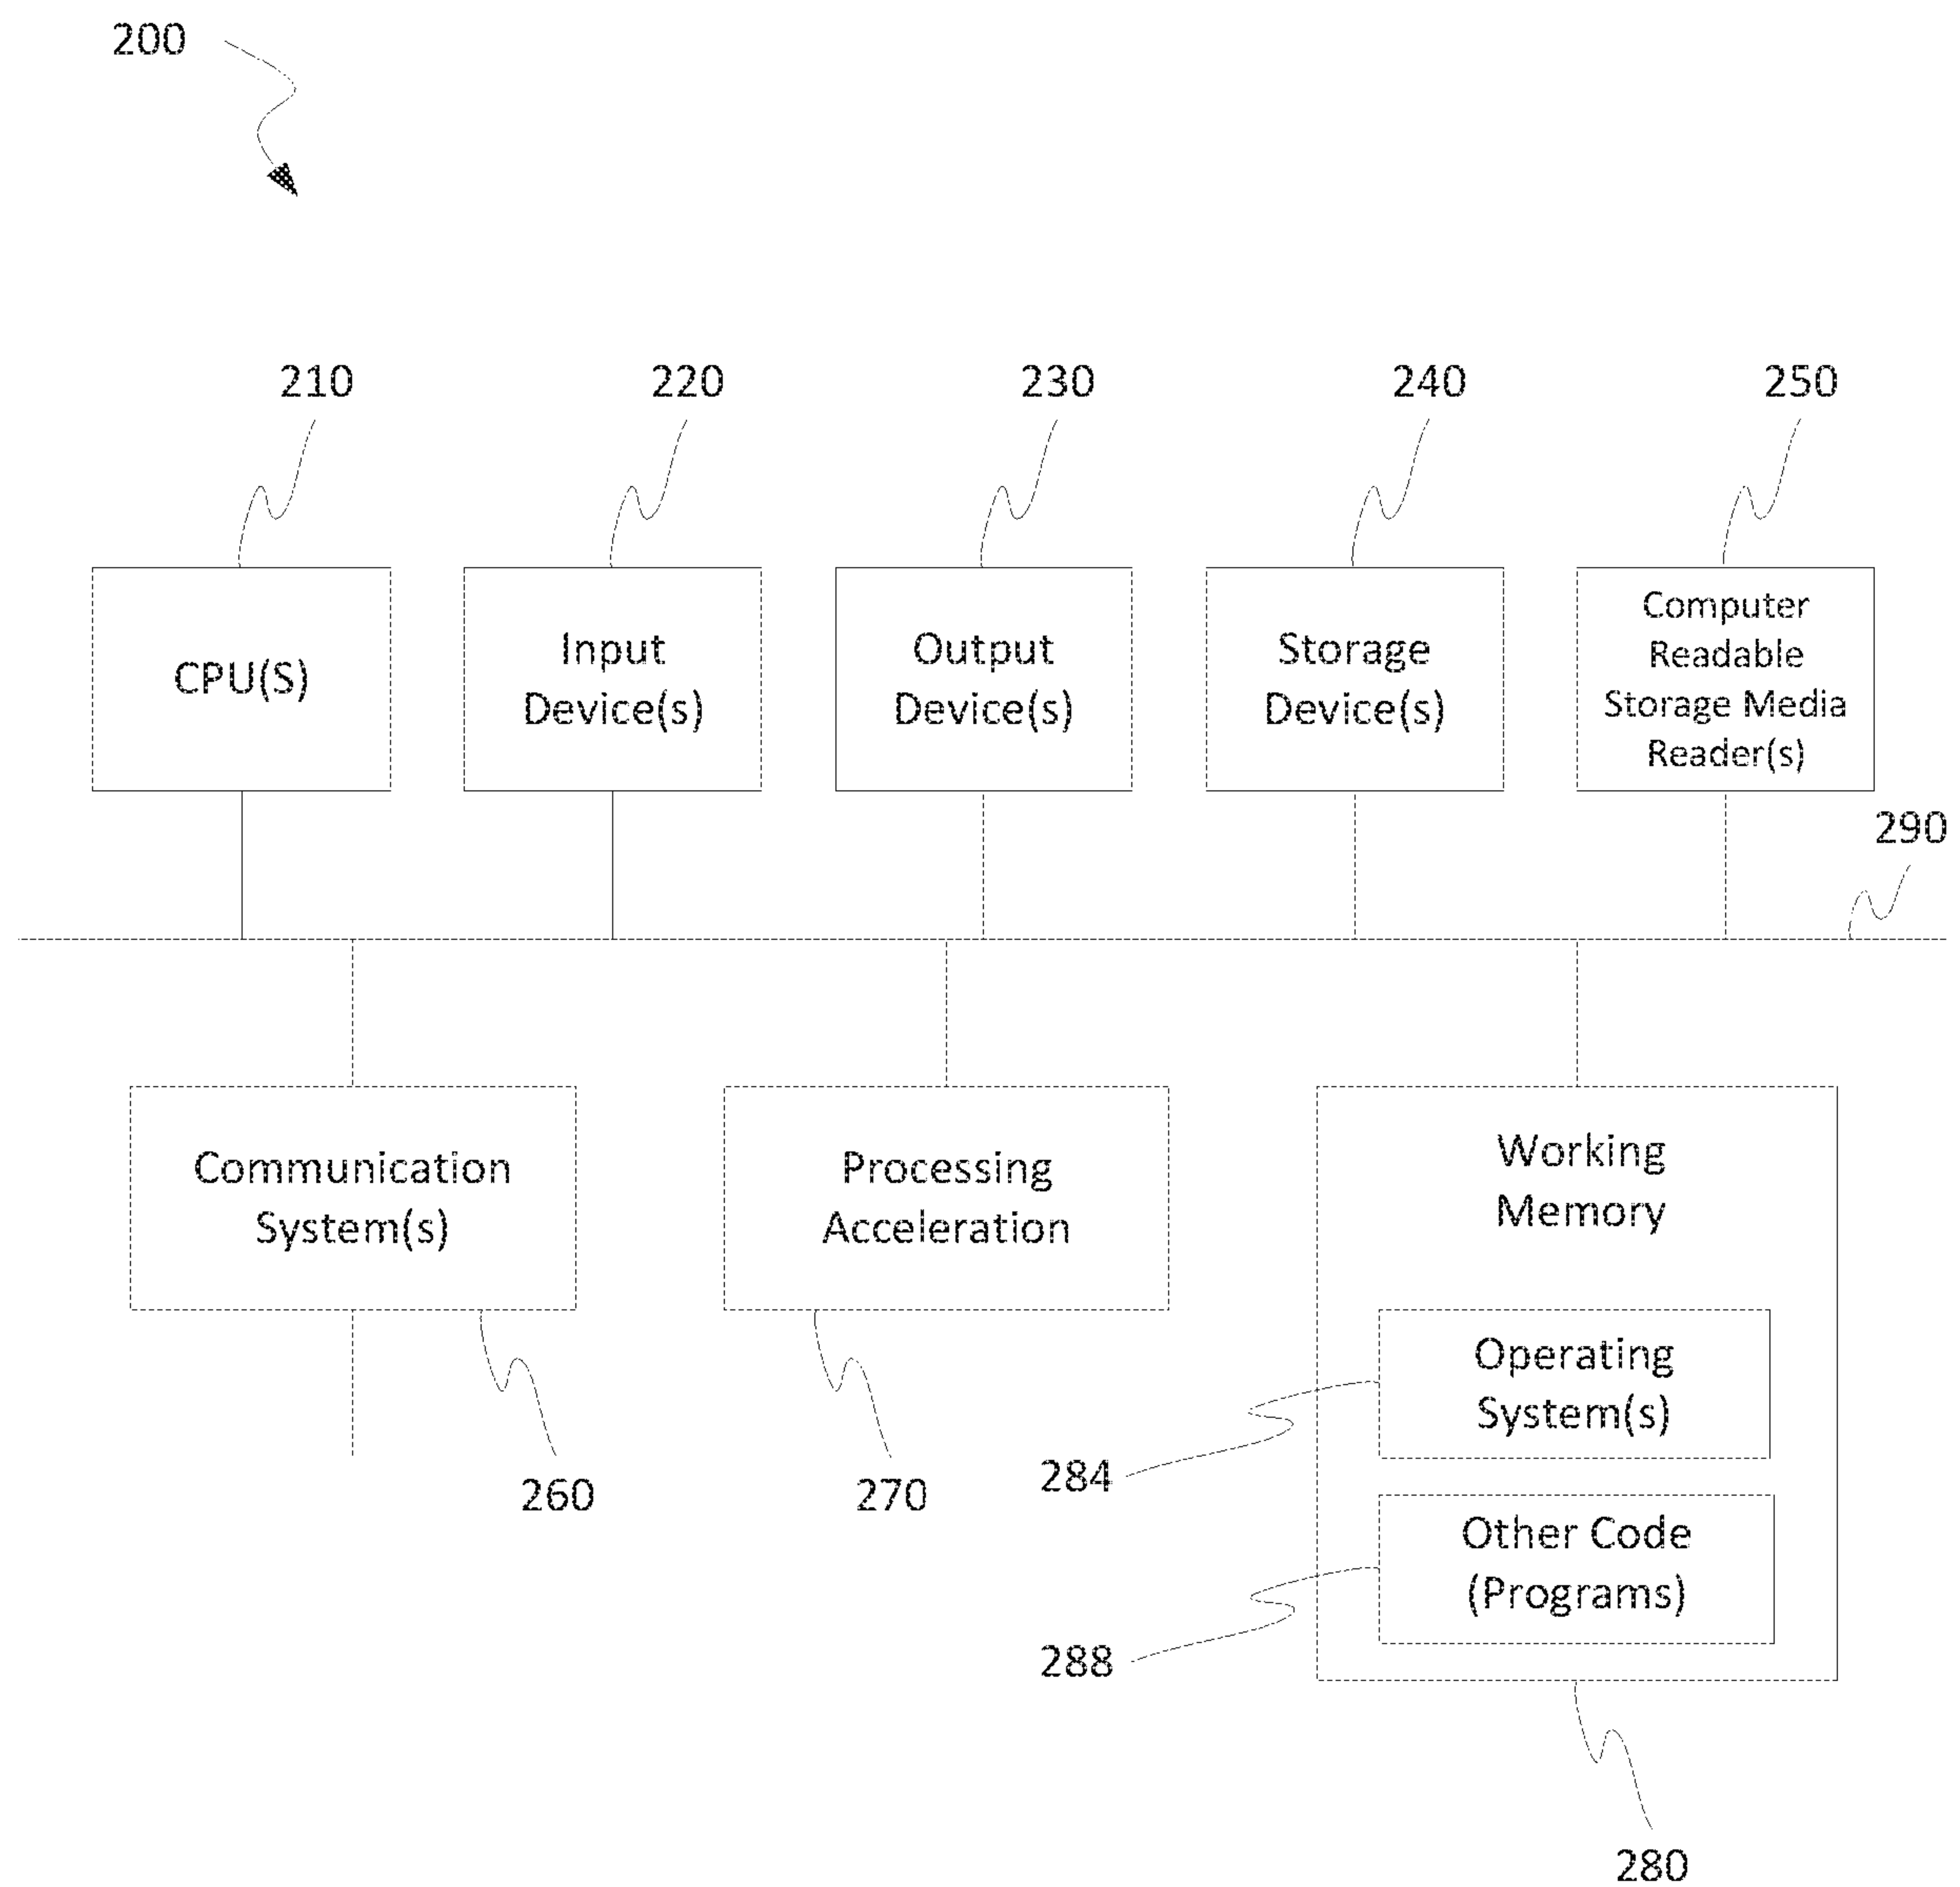 200
210
220
230
240
250
CPU(S)
Input
Device(s)
Output
Device(s)
Storage
Device(s)
Computer
Readable
Storage Media
Reader(s)
290
Communication
System(s)
Processing
Acceleration
Working
Memory
Operating
System(s)
284
260
270
Other Code
(Programs)
288
280